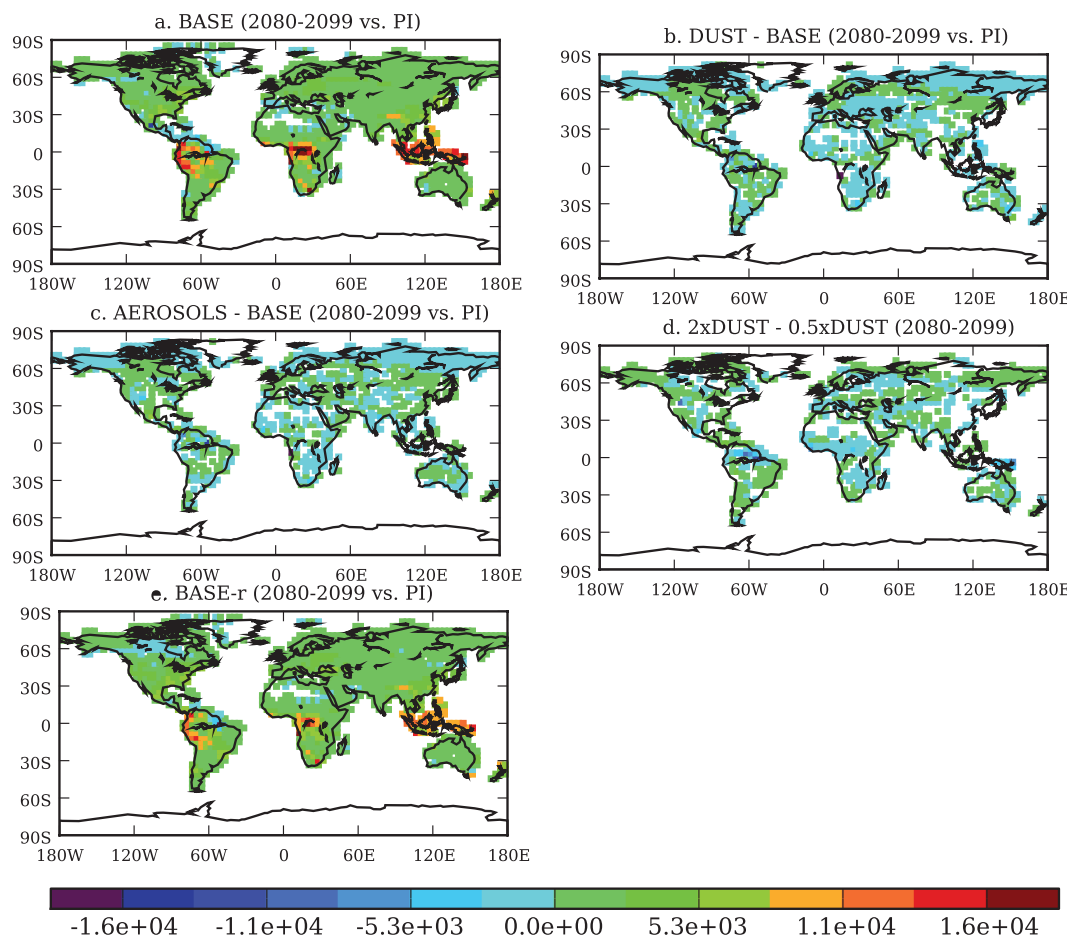 a. BASE (2080-2099 vs. PI)
90S
60S
30S
0
30S
60S
90S
180W 120W 60W 0 60E 120E 180E
b. DUST - BASE (2080-2099 vs. PI)
90S
60S
30S
0
30S
60S
90S
180W 120W 60W 0 60E 120E 180E
c. AEROSOLS - BASE (2080-2099 vs. PI)
90S
60S
30S
0
30S
60S
90S
180W 120W 60W 0 60E 120E 180E
d. 2xDUST - 0.5xDUST (2080-2099)
90S
60S
30S
0
30S
60S
90S
180W 120W 60W 0 60E 120E 180E
e. BASE-r (2080-2099 vs. PI)
90S
60S
30S
0
30S
60S
90S
180W 120W 60W 0 60E 120E 180E
-1.6e+04 -1.1e+04 -5.3e+03 0.0e+00 5.3e+03 1.1e+04 1.6e+04